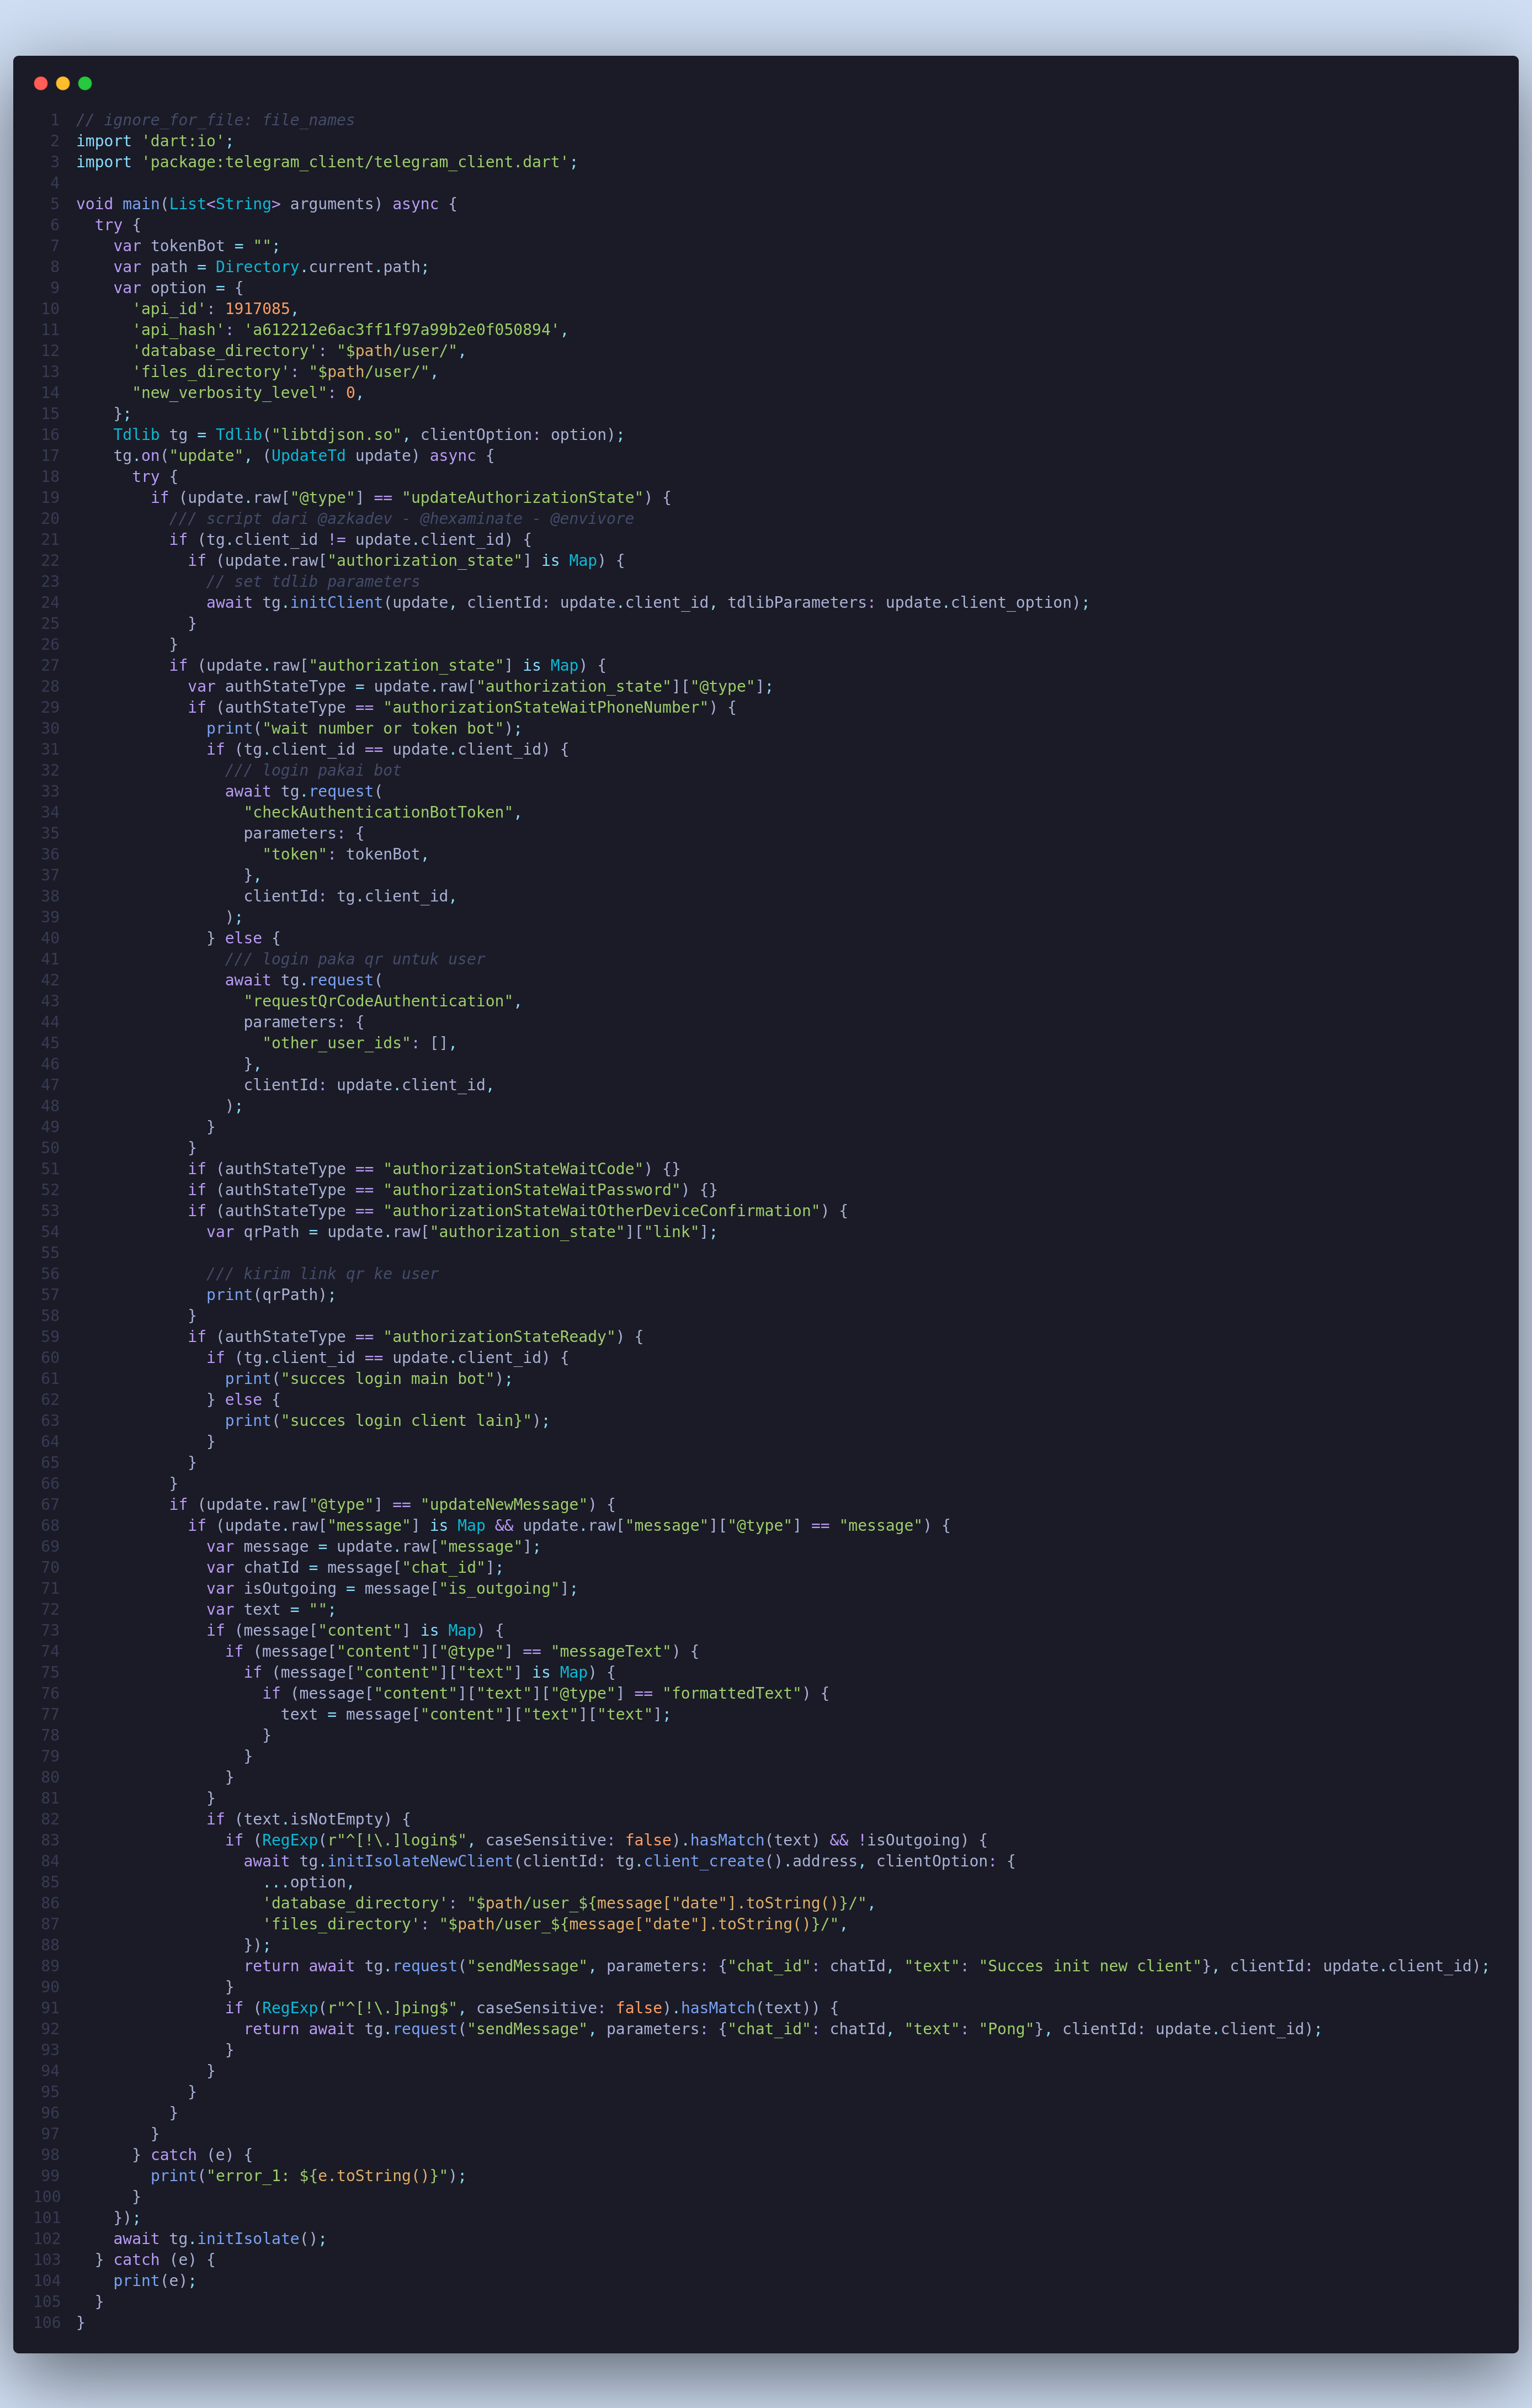 1 // ignore_for_file: file_names
2 import 'dart:io';
3 import 'package:telegram_client/telegram_client.dart';
4
5 void main(List<String> arguments) async {
6   try {
7     var tokenBot = "";
8     var path = Directory.current.path;
9     var option = {
10       'api_id': 1917085,
11       'api_hash': 'a612212e6ac3ff1f97a99b2e0f050894',
12       'database_directory': "$path/user/",
13       'files_directory': "$path/user/",
14       "new_verbosity_level": 0,
15     };
16     Tdlib tg = Tdlib("libtdjson.so", clientOption: option);
17     tg.on("update", (UpdateTd update) async {
18       try {
19         if (update.raw["@type"] == "updateAuthorizationState") {
20           /// script dari @azkadev - @hexaminate - @envivore
21           if (tg.client_id != update.client_id) {
22             if (update.raw["authorization_state"] is Map) {
23               // set tdlib parameters
24               await tg.initClient(update, clientId: update.client_id, tdlibParameters: update.client_option);
25             }
26           }
27           if (update.raw["authorization_state"] is Map) {
28             var authStateType = update.raw["authorization_state"]["@type"];
29             if (authStateType == "authorizationStateWaitPhoneNumber") {
30               print("wait number or token bot");
31               if (tg.client_id == update.client_id) {
32                 /// login pakai bot
33                 await tg.request(
34                   "checkAuthenticationBotToken",
35                   parameters: {
36                     "token": tokenBot,
37                   },
38                   clientId: tg.client_id,
39                 );
40               } else {
41                 /// login paka qr untuk user
42                 await tg.request(
43                   "requestQrCodeAuthentication",
44                   parameters: {
45                     "other_user_ids": [],
46                   },
47                   clientId: update.client_id,
48                 );
49               }
50             }
51             if (authStateType == "authorizationStateWaitCode") {}
52             if (authStateType == "authorizationStateWaitPassword") {}
53             if (authStateType == "authorizationStateWaitOtherDeviceConfirmation") {
54               var qrPath = update.raw["authorization_state"]["link"];
55
56               /// kirim link qr ke user
57               print(qrPath);
58             }
59             if (authStateType == "authorizationStateReady") {
60               if (tg.client_id == update.client_id) {
61                 print("succes login main bot");
62               } else {
63                 print("succes login client lain}");
64               }
65             }
66           }
67           if (update.raw["@type"] == "updateNewMessage") {
68             if (update.raw["message"] is Map && update.raw["message"]["@type"] == "message") {
69               var message = update.raw["message"];
70               var chatId = message["chat_id"];
71               var isOutgoing = message["is_outgoing"];
72               var text = "";
73               if (message["content"] is Map) {
74                 if (message["content"]["@type"] == "messageText") {
75                   if (message["content"]["text"] is Map) {
76                     if (message["content"]["text"]["@type"] == "formattedText") {
77                       text = message["content"]["text"]["text"];
78                     }
79                   }
80                 }
81               }
82               if (text.isNotEmpty) {
83                 if (RegExp(r"^[!\.]login$", caseSensitive: false).hasMatch(text) && !isOutgoing) {
84                   await tg.initIsolateNewClient(clientId: tg.client_create().address, clientOption: {
85                     ...option,
86                     'database_directory': "$path/user_${message["date"].toString()}/",
87                     'files_directory': "$path/user_${message["date"].toString()}/",
88                   });
89                   return await tg.request("sendMessage", parameters: {"chat_id": chatId, "text": "Succes init new client"}, clientId: update.client_id);
90                 }
91                 if (RegExp(r"^[!\.]ping$", caseSensitive: false).hasMatch(text)) {
92                   return await tg.request("sendMessage", parameters: {"chat_id": chatId, "text": "Pong"}, clientId: update.client_id);
93                 }
94               }
95             }
96           }
97         }
98       } catch (e) {
99         print("error_1: ${e.toString()}");
100       }
101     });
102     await tg.initIsolate();
103   } catch (e) {
104     print(e);
105   }
106 }